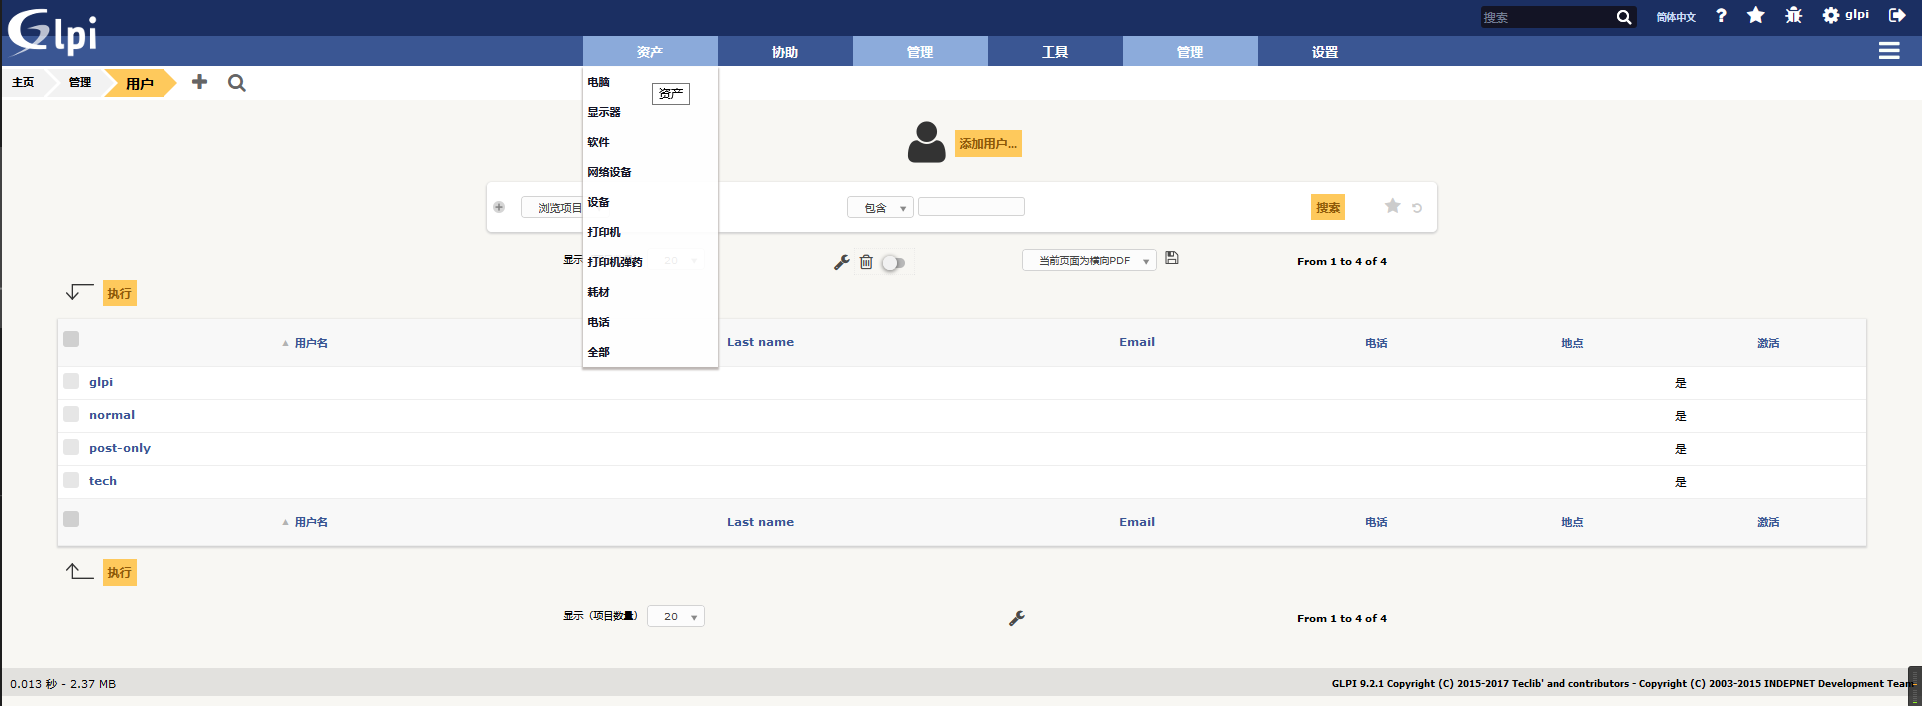 Glpi
搜索
简体中文
glpi
资产
协助
管理
工具
管理
设置
主页
管理
用户
电脑
资产
显示器
软件
网络设备
设备
打印机
打印机弹药
耗材
电话
全部
添加用户...
浏览项目
包含
搜索
显示
20
当前页面为横向PDF
From 1 to 4 of 4
执行
用户名
Last name
Email
电话
地点
激活
glpi
是
normal
是
post-only
是
tech
是
用户名
Last name
Email
电话
地点
激活
执行
显示（项目数量）
20
From 1 to 4 of 4
0.013 秒 - 2.37 MB
GLPI 9.2.1 Copyright (C) 2015-2017 Teclib' and contributors - Copyright (C) 2003-2015 INDEPNET Development Team